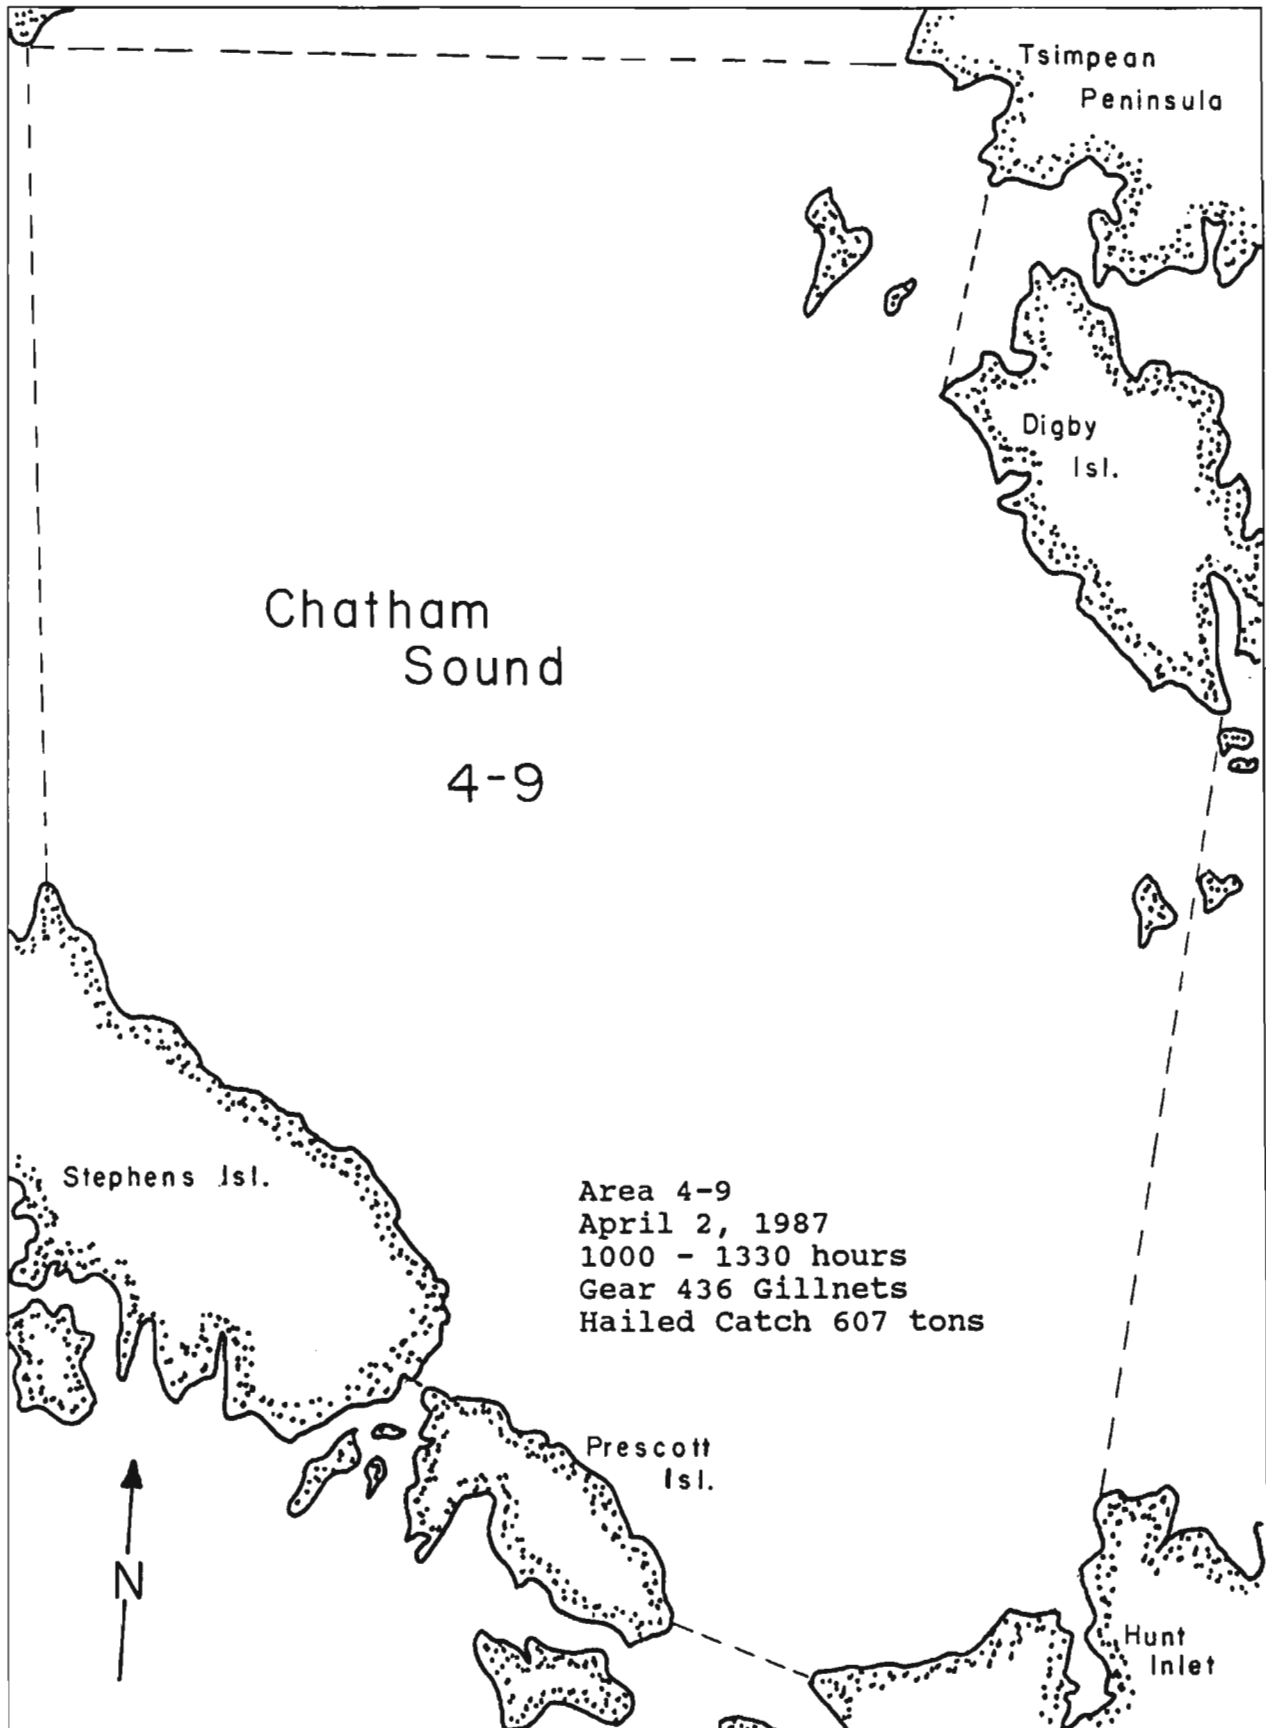 Tsimpean
Peninsula
Digby
Isl.
Chatham
Sound
4-9
Stephens Isl.
Area 4-9
April 2, 1987
1000 - 1330 hours
Gear 436 Gillnets
Hailed Catch 607 tons
Prescott
Isl.
N
Hunt
Inlet